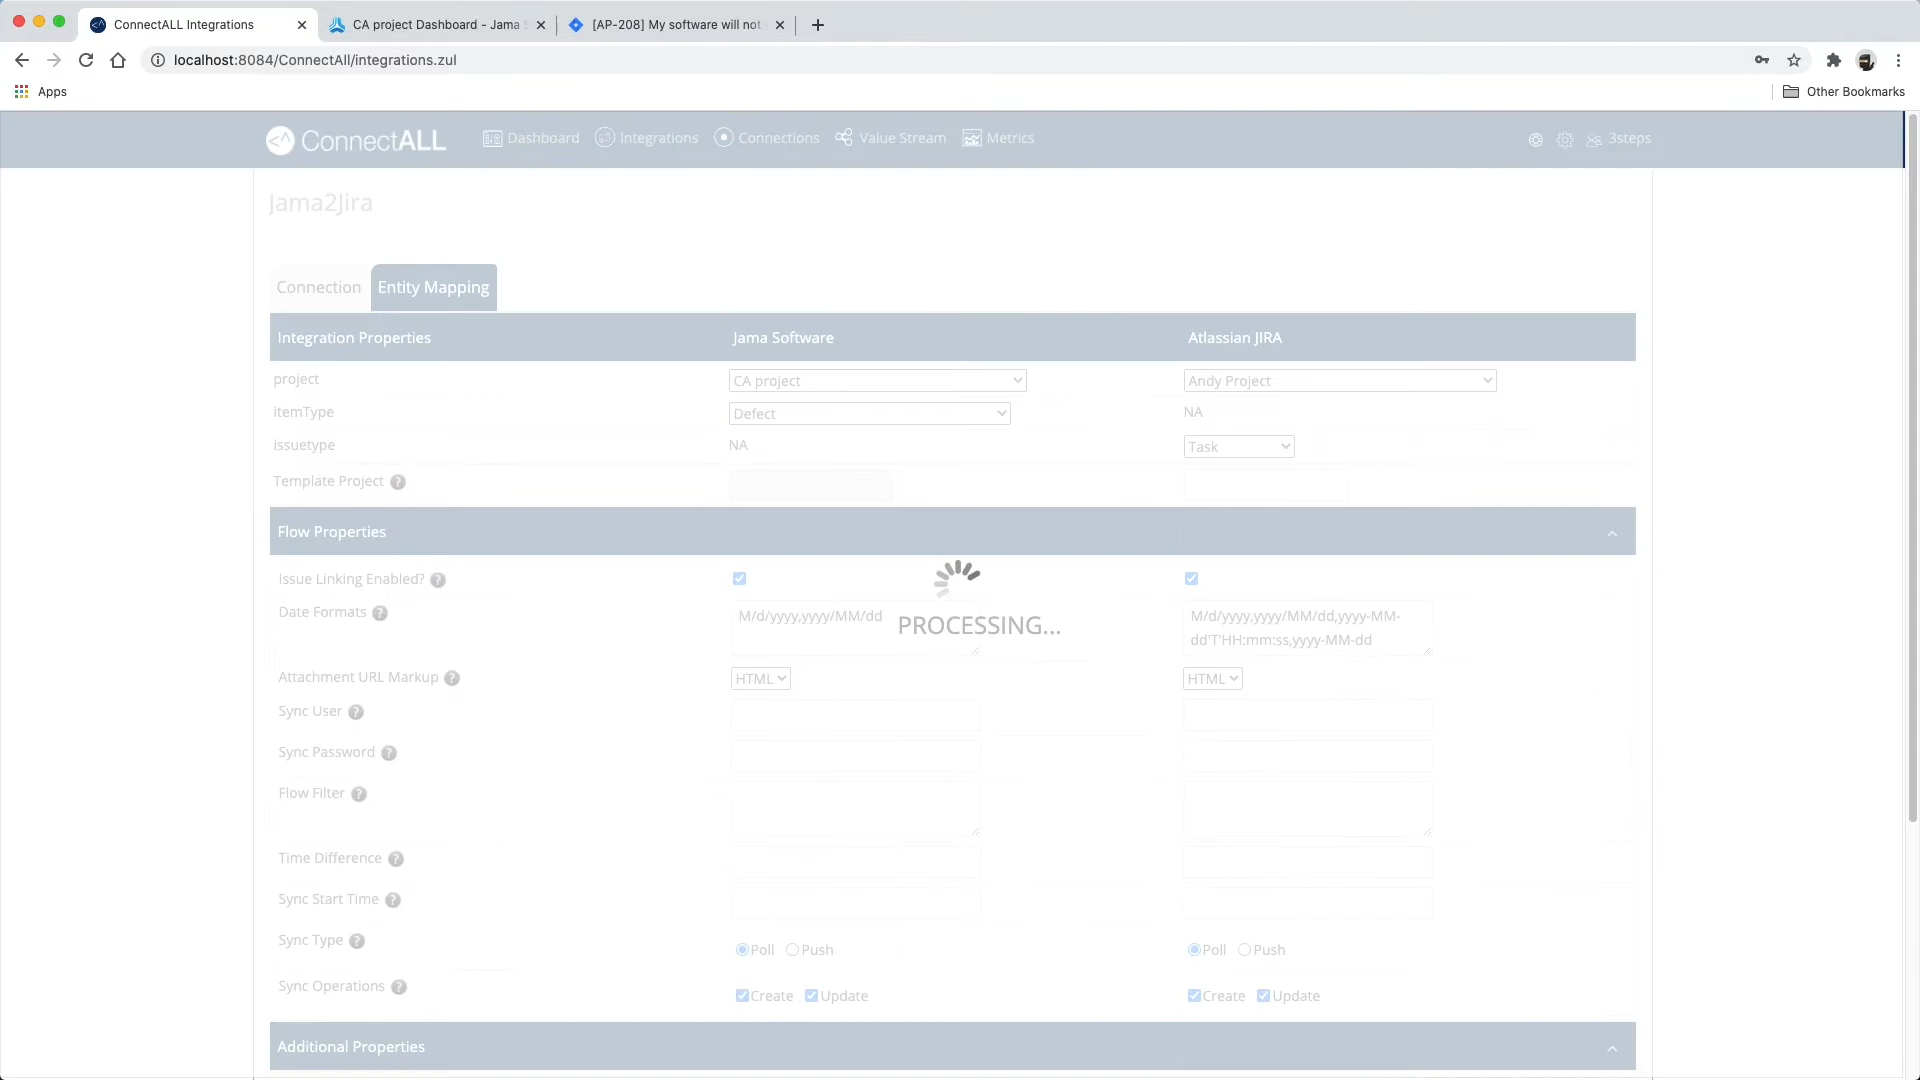 ConnectALL Integrations
CA project Dashboard - Jama
[AP-208] My software will not
localhost:8084/ConnectAll/integrations.zul
Apps
Other Bookmarks
ConnectALL
Dashboard
Integrations
Connections
Value Stream
Metrics
3steps
Jama2Jira
Connection
Entity Mapping
Integration Properties Jama Software Atlassian JIRA
project CA project Andy Project
itemType Defect NA
issuetype NA Task
Template Project ?
Flow Properties
Issue Linking Enabled? ?
Date Formats ? M/d/yyyy,yyyy/MM/dd M/d/yyyy,yyyy/MM/dd,yyyy-MM-
dd'T'HH:mm:ss,yyyy-MM-dd
PROCESSING...
Attachment URL Markup ? HTML HTML
Sync User ?
Sync Password ?
Flow Filter ?
Time Difference ?
Sync Start Time ?
Sync Type ? Poll Push Poll Push
Sync Operations ? Create Update Create Update
Additional Properties